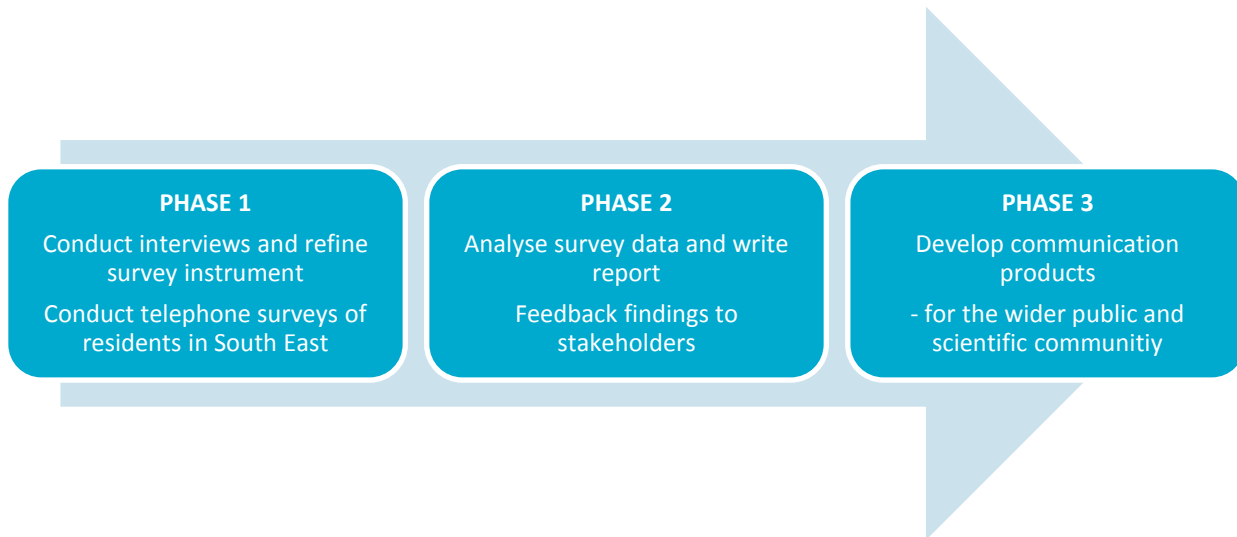 PHASE 1
Conduct interviews and refine
survey instrument
Conduct telephone surveys of
residents in South East
PHASE 2
Analyse survey data and write
report
Feedback findings to
stakeholders
PHASE 3
Develop communication
products
- for the wider public and
scientific communitiy